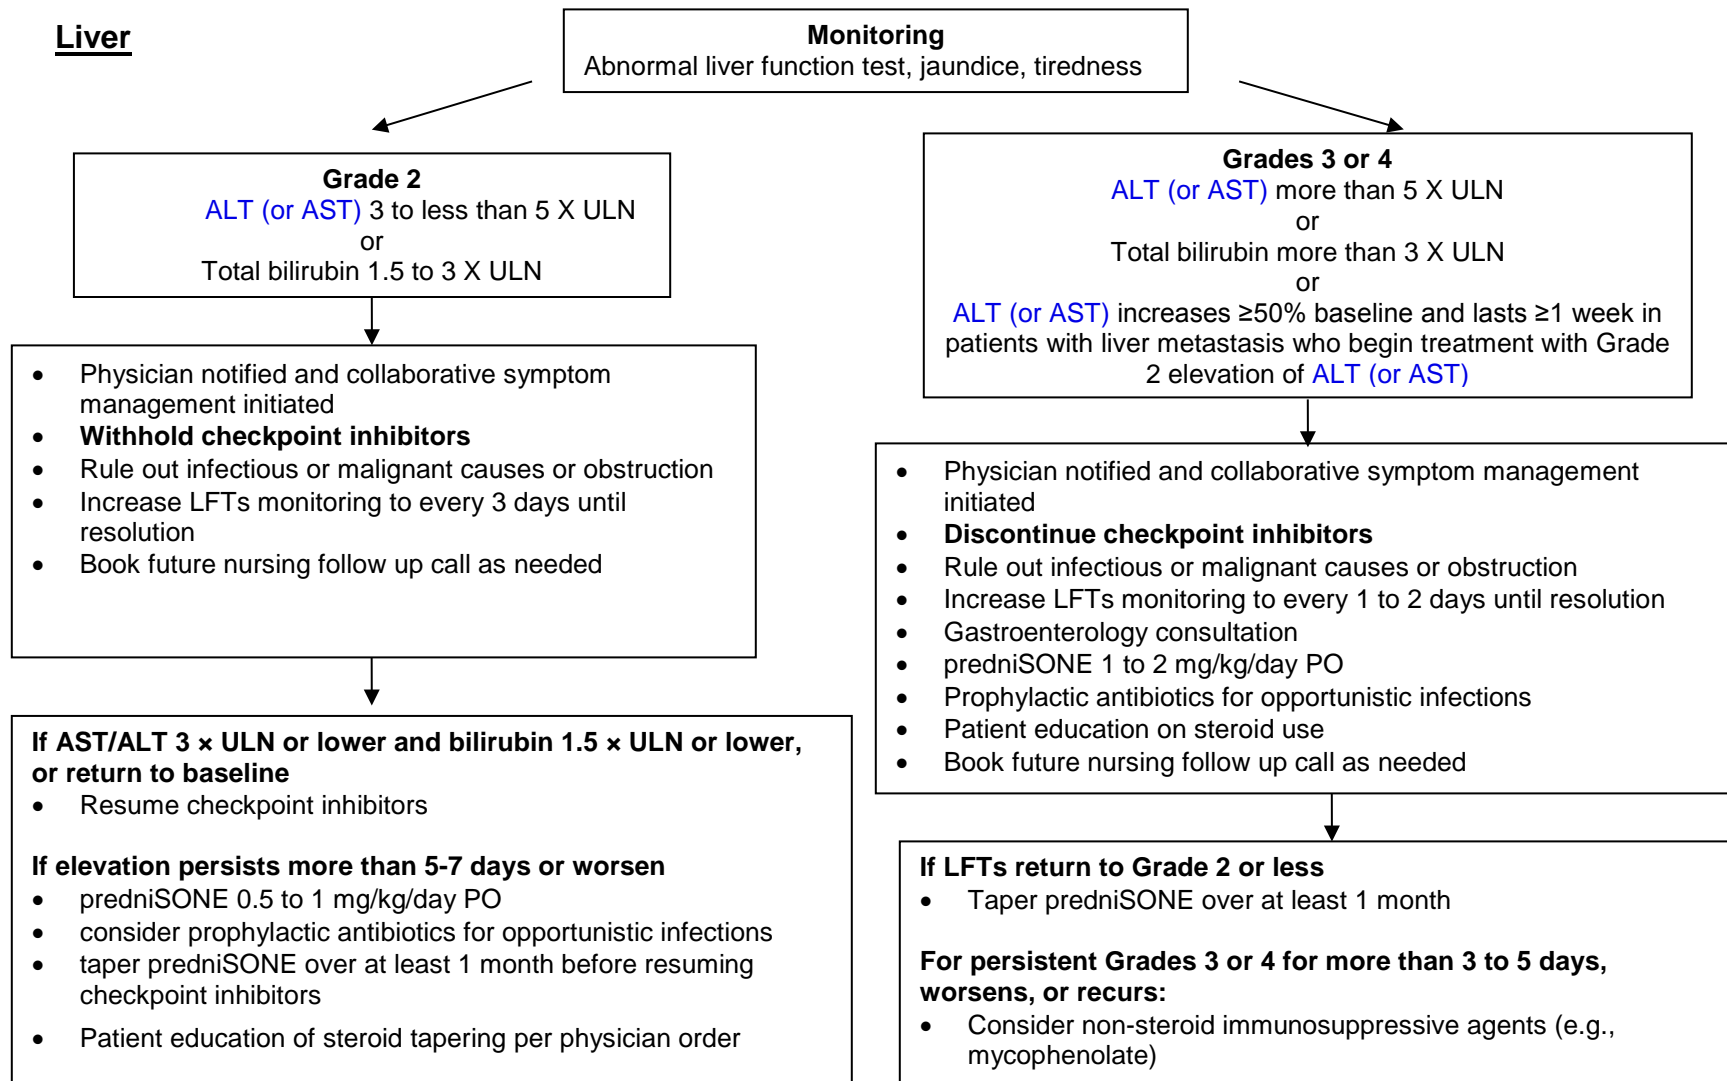 Liver
Monitoring
Abnormal liver function test, jaundice, tiredness
Grade 2
ALT (or AST) 3 to less than 5 X ULN
or
Total bilirubin 1.5 to 3 X ULN
• Physician notified and collaborative symptom
management initiated
• Withhold checkpoint inhibitors
• Rule out infectious or malignant causes or obstruction
• Increase LFTs monitoring to every 3 days until
resolution
• Book future nursing follow up call as needed
If AST/ALT 3 × ULN or lower and bilirubin 1.5 × ULN or lower,
or return to baseline
• Resume checkpoint inhibitors
If elevation persists more than 5-7 days or worsen
• predniSONE 0.5 to 1 mg/kg/day PO
• consider prophylactic antibiotics for opportunistic infections
• taper predniSONE over at least 1 month before resuming
checkpoint inhibitors
• Patient education of steroid tapering per physician order
Grades 3 or 4
ALT (or AST) more than 5 X ULN
or
Total bilirubin more than 3 X ULN
or
ALT (or AST) increases ≥50% baseline and lasts ≥1 week in
patients with liver metastasis who begin treatment with Grade
2 elevation of ALT (or AST)
• Physician notified and collaborative symptom management
initiated
• Discontinue checkpoint inhibitors
• Rule out infectious or malignant causes or obstruction
• Increase LFTs monitoring to every 1 to 2 days until resolution
• Gastroenterology consultation
• predniSONE 1 to 2 mg/kg/day PO
• Prophylactic antibiotics for opportunistic infections
• Patient education on steroid use
• Book future nursing follow up call as needed
If LFTs return to Grade 2 or less
• Taper predniSONE over at least 1 month
For persistent Grades 3 or 4 for more than 3 to 5 days,
worsens, or recurs:
• Consider non-steroid immunosuppressive agents (e.g.,
mycophenolate)